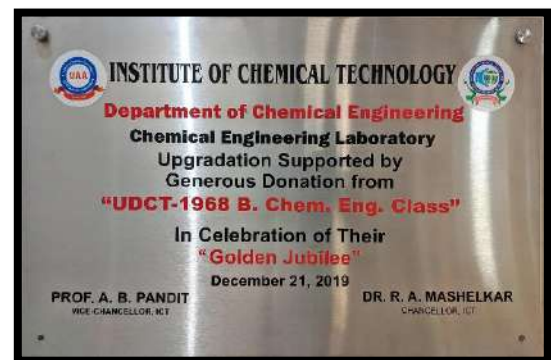 UAA
INSTITUTE OF CHEMICAL TECHNOLOGY
Department of Chemical Engineering
Chemical Engineering Laboratory
Upgradation Supported by
Generous Donation from
“UDCT-1968 B. Chem. Eng. Class”
In Celebration of Their
“Golden Jubilee”
December 21, 2019
PROF. A. B. PANDIT
VICE-CHANCELLOR, ICT
DR. R. A. MASHELKAR
CHANCELLOR, ICT